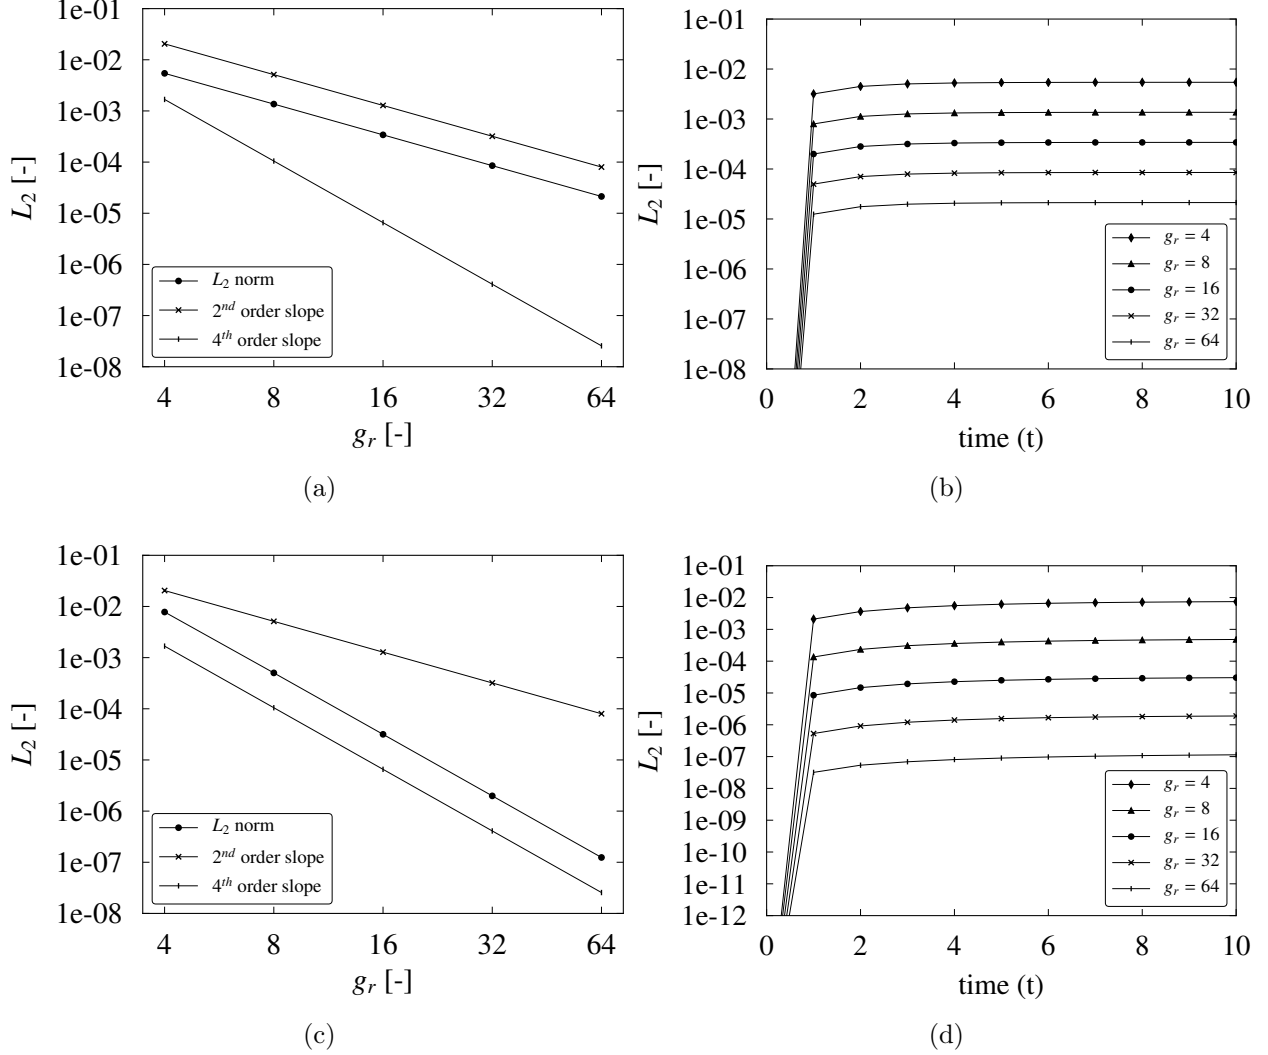 1e-01
1e-02
1e-03
1e-04
1e-05
1e-06
1e-07
1e-08
L₂ [-]
4 8 16 32 64
gᵣ [-]
L₂ norm
2ⁿᵈ order slope
4ᵗʰ order slope
(a)
1e-01
1e-02
1e-03
1e-04
1e-05
1e-06
1e-07
1e-08
L₂ [-]
0 2 4 6 8 10
time (t)
gᵣ = 4
gᵣ = 8
gᵣ = 16
gᵣ = 32
gᵣ = 64
(b)
1e-01
1e-02
1e-03
1e-04
1e-05
1e-06
1e-07
1e-08
L₂ [-]
4 8 16 32 64
gᵣ [-]
L₂ norm
2ⁿᵈ order slope
4ᵗʰ order slope
(c)
1e-01
1e-02
1e-03
1e-04
1e-05
1e-06
1e-07
1e-08
1e-09
1e-10
1e-11
1e-12
L₂ [-]
0 2 4 6 8 10
time (t)
gᵣ = 4
gᵣ = 8
gᵣ = 16
gᵣ = 32
gᵣ = 64
(d)